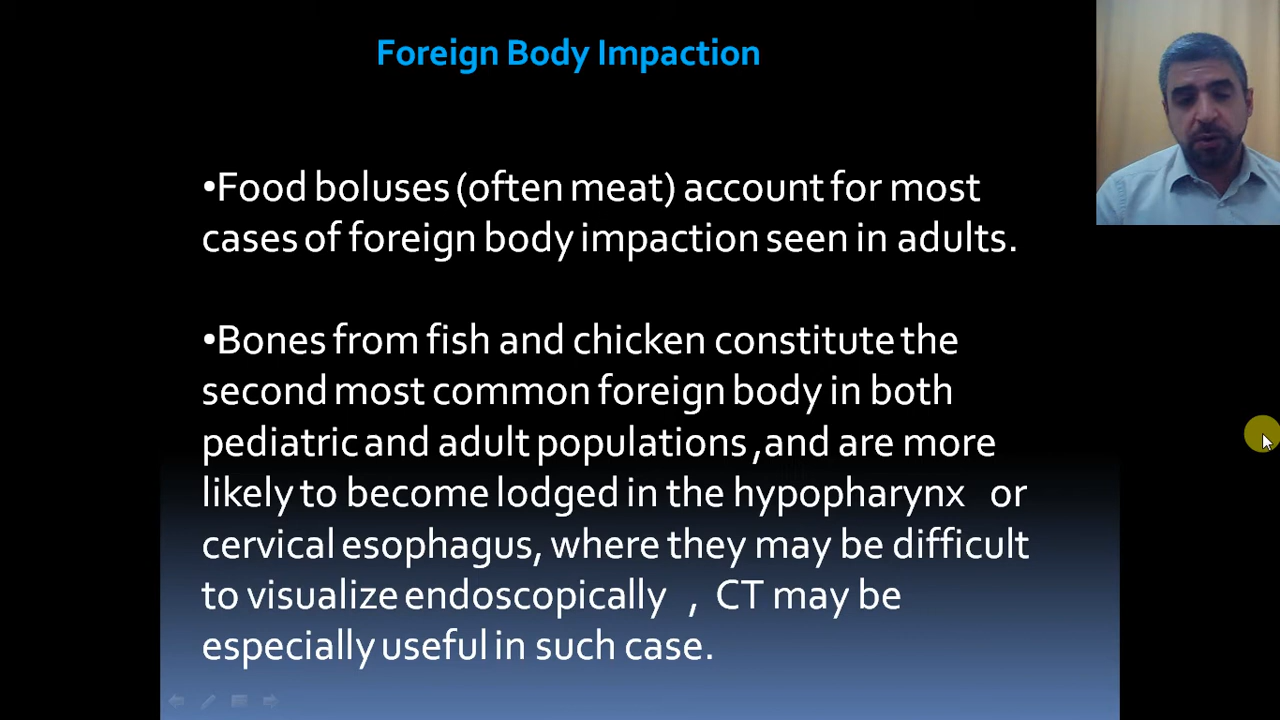 Foreign Body Impaction
•Food boluses (often meat) account for most
cases of foreign body impaction seen in adults.
•Bones from fish and chicken constitute the
second most common foreign body in both
pediatric and adult populations ,and are more
likely to become lodged in the hypopharynx or
cervical esophagus, where they may be difficult
to visualize endoscopically , CT may be
especially useful in such case.